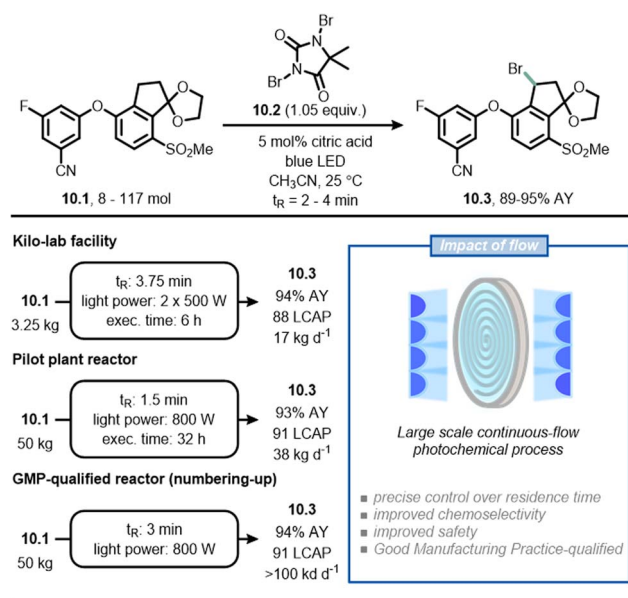 Br
O
N
N
Br
O
10.2 (1.05 equiv.)
5 mol% citric acid
blue LED
CH3CN, 25 °C
tR = 2 - 4 min
F
O
O
O
SO2Me
CN
10.1, 8 - 117 mol
Br
F
O
O
O
SO2Me
CN
10.3, 89-95% AY
Kilo-lab facility
10.1
3.25 kg
tR: 3.75 min
light power: 2 x 500 W
exec. time: 6 h
10.3
94% AY
88 LCAP
17 kg d-1
Pilot plant reactor
10.1
50 kg
tR: 1.5 min
light power: 800 W
exec. time: 32 h
10.3
93% AY
91 LCAP
38 kg d-1
GMP-qualified reactor (numbering-up)
10.1
50 kg
tR: 3 min
light power: 800 W
10.3
94% AY
91 LCAP
>100 kd d-1
Impact of flow
Large scale continuous-flow
photochemical process
precise control over residence time
improved chemoselectivity
improved safety
Good Manufacturing Practice-qualified